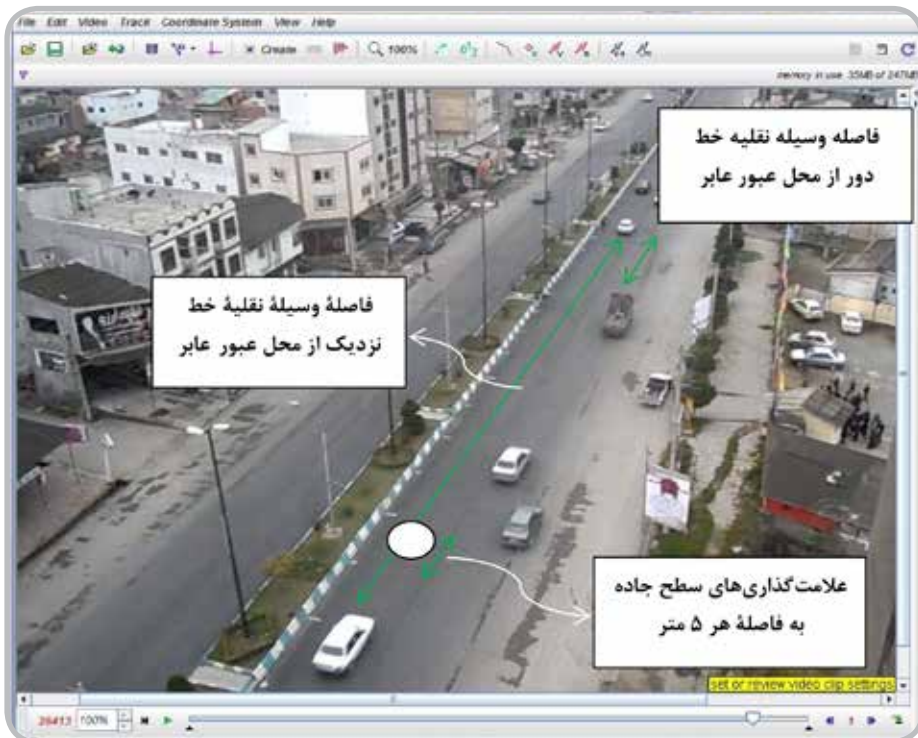 File Edit Video Track Coordinate System View Help
Create 100%
memory in use: 35MB of 247MB
فاصله وسیله نقلیه خط
دور از محل عبور عابر
فاصلهٔ وسیلهٔ نقلیهٔ خط
نزدیک از محل عبور عابر
علامت‌گذاری‌های سطح جاده
به فاصلهٔ هر ۵ متر
set or review video clip settings
26413 100% 1